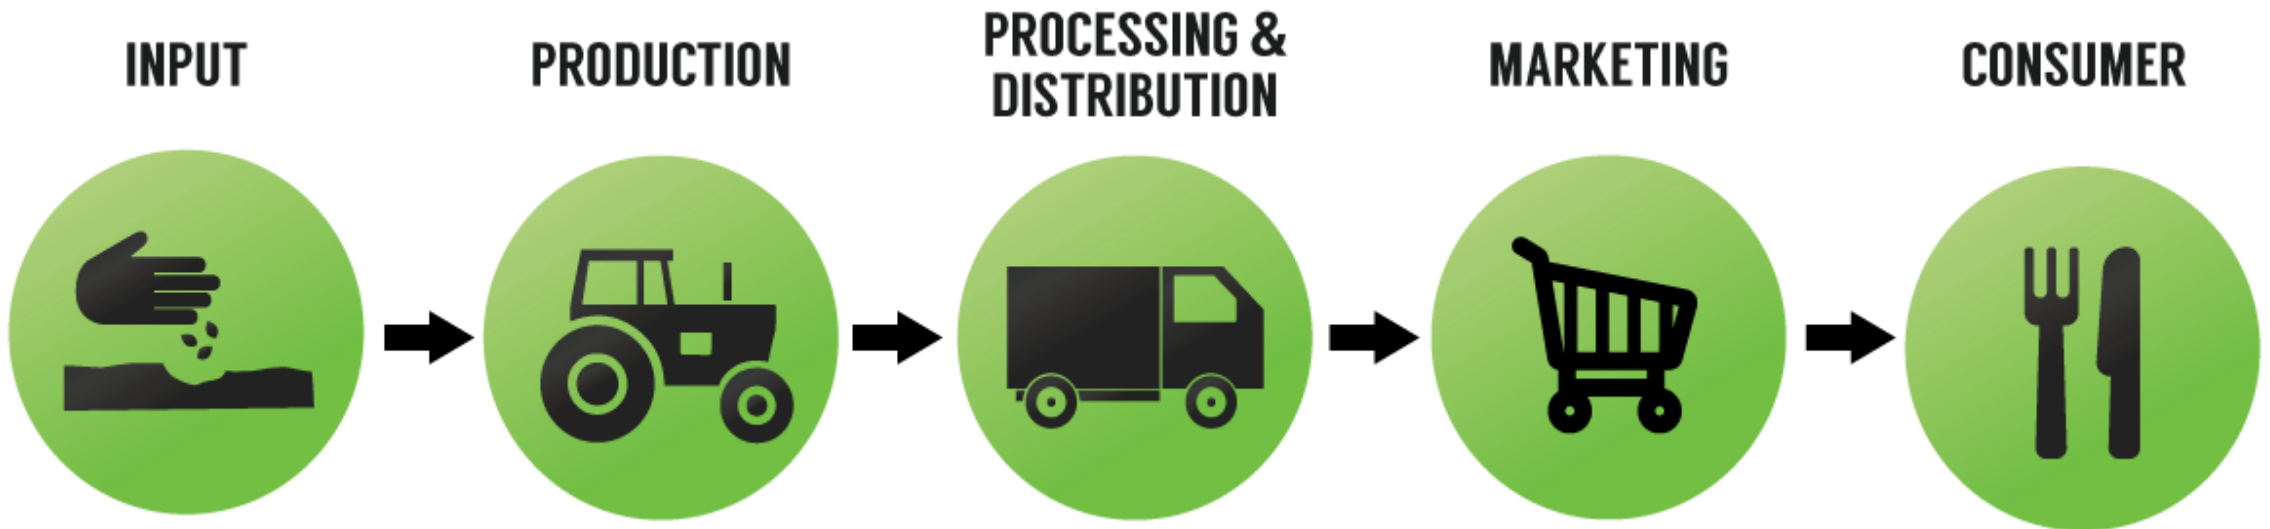 INPUT
PRODUCTION
PROCESSING &
DISTRIBUTION
MARKETING
CONSUMER